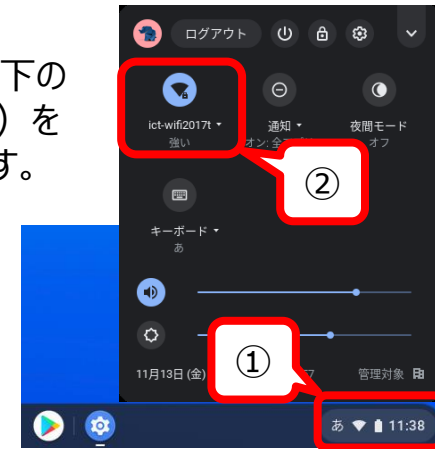 下の
）を
す。
ログアウト
ict-wifi2017t
強い
通知
オン: 全
夜間モード
オフ
②
キーボード
あ
①
11月13日 (金)
7
管理対象
あ
11:38